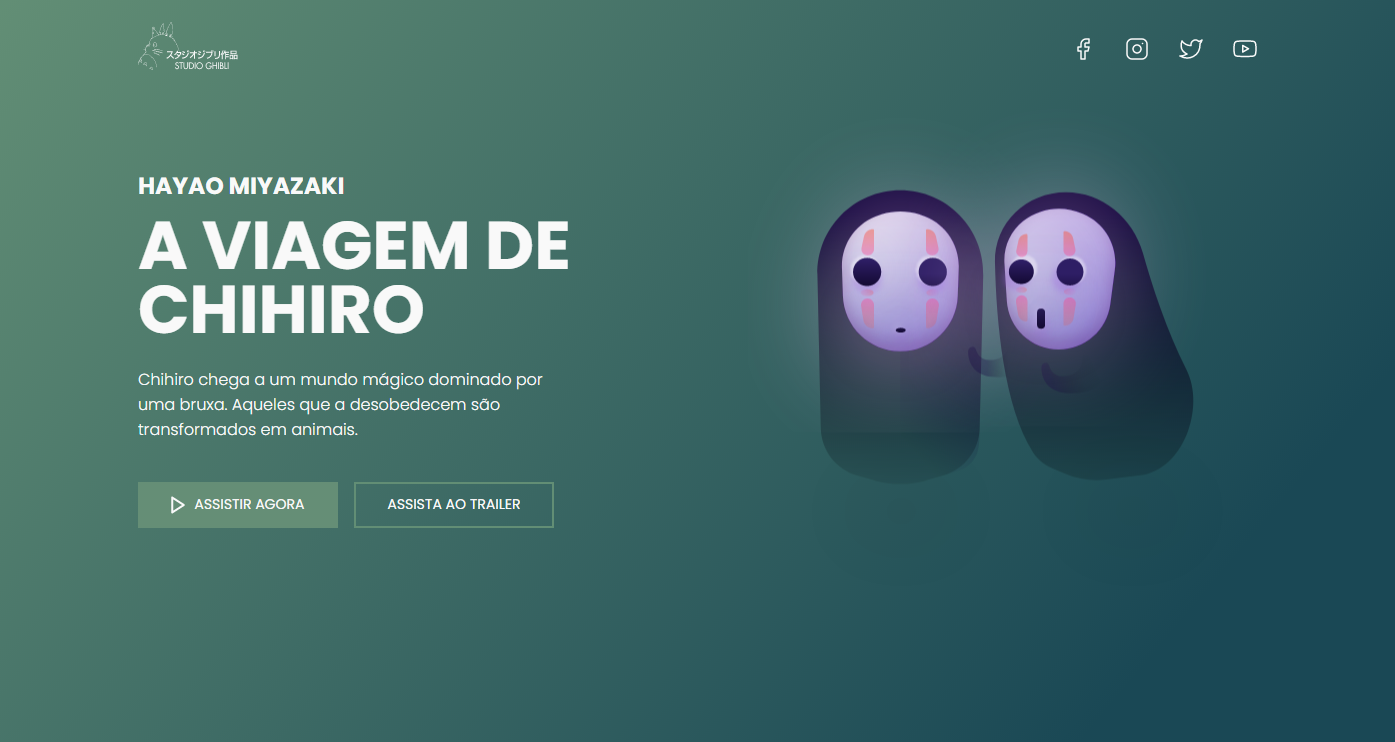 スタジオジブリ作品
STUDIO GHIBLI
HAYAO MIYAZAKI
A VIAGEM DE
CHIHIRO
Chihiro chega a um mundo mágico dominado por
uma bruxa. Aqueles que a desobedecem são
transformados em animais.
ASSISTIR AGORA
ASSISTA AO TRAILER